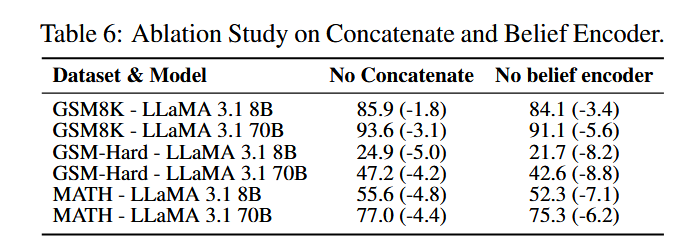 Table 6: Ablation Study on Concatenate and Belief Encoder.
Dataset & Model No Concatenate No belief encoder
GSM8K - LLaMA 3.1 8B 85.9 (-1.8) 84.1 (-3.4)
GSM8K - LLaMA 3.1 70B 93.6 (-3.1) 91.1 (-5.6)
GSM-Hard - LLaMA 3.1 8B 24.9 (-5.0) 21.7 (-8.2)
GSM-Hard - LLaMA 3.1 70B 47.2 (-4.2) 42.6 (-8.8)
MATH - LLaMA 3.1 8B 55.6 (-4.8) 52.3 (-7.1)
MATH - LLaMA 3.1 70B 77.0 (-4.4) 75.3 (-6.2)